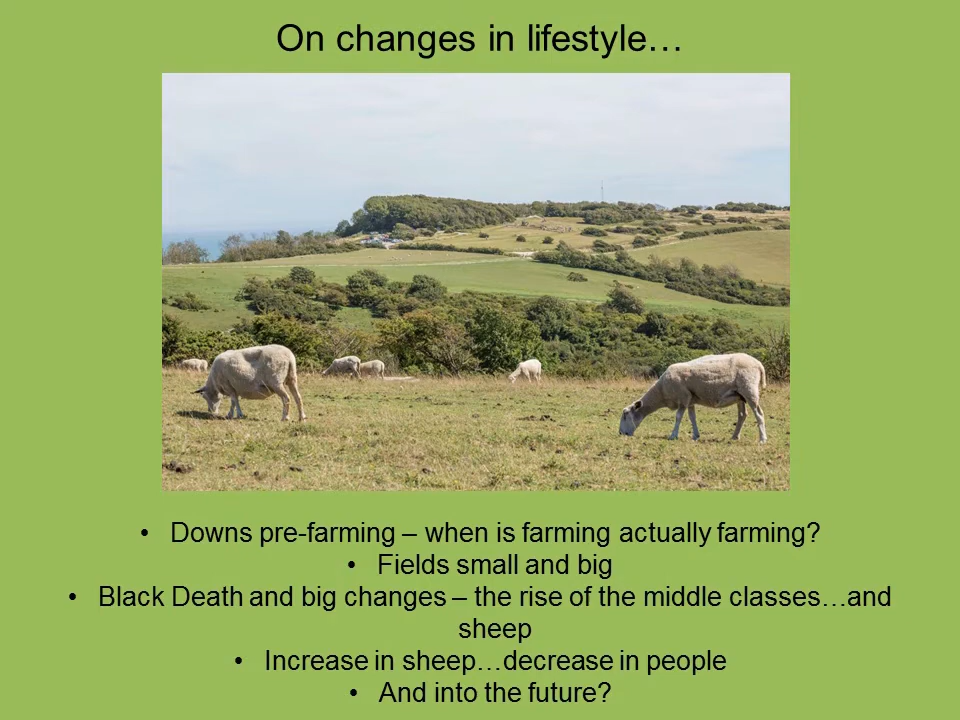 On changes in lifestyle…
• Downs pre-farming – when is farming actually farming?
• Fields small and big
• Black Death and big changes – the rise of the middle classes…and
sheep
• Increase in sheep…decrease in people
• And into the future?